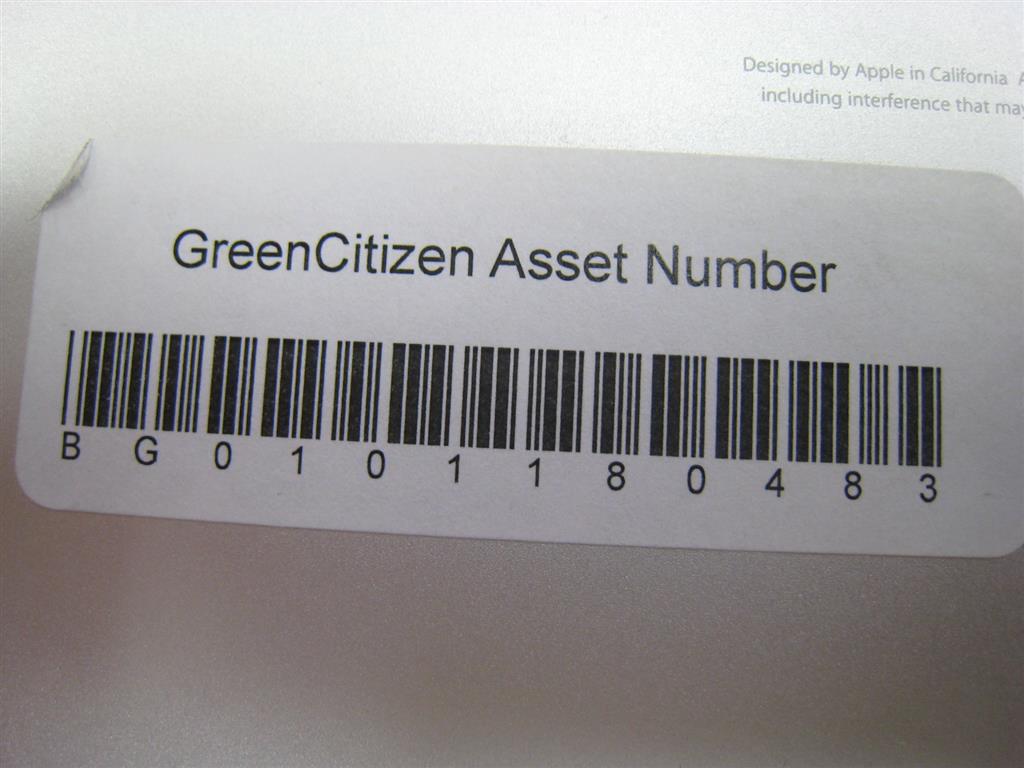 Designed by Apple in California
including interference that may
GreenCitizen Asset Number
BG0101180483